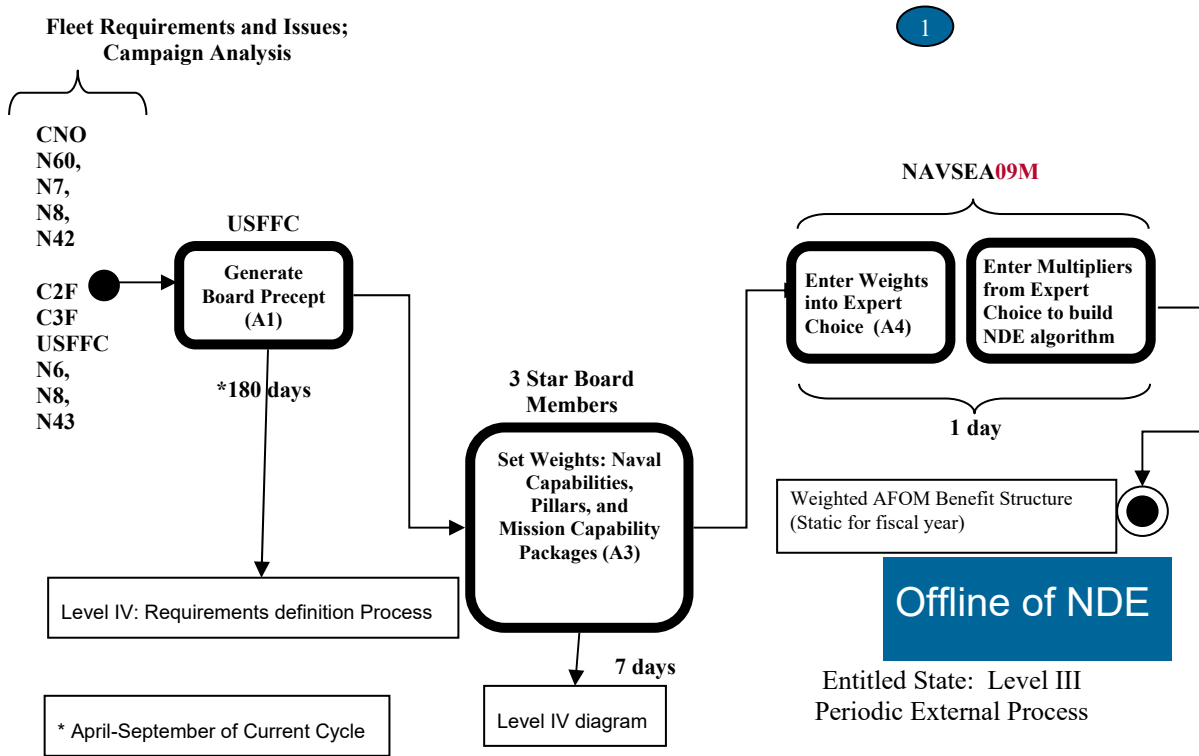 Fleet Requirements and Issues;
Campaign Analysis
1
CNO
N60,
N7,
N8,
N42
C2F
C3F
USFFC
N6,
N8,
N43
USFFC
Generate
Board Precept
(A1)
*180 days
3 Star Board
Members
Set Weights: Naval
Capabilities,
Pillars, and
Mission Capability
Packages (A3)
7 days
NAVSEA09M
Enter Weights
into Expert
Choice (A4)
Enter Multipliers
from Expert
Choice to build
NDE algorithm
1 day
Weighted AFOM Benefit Structure
(Static for fiscal year)
Offline of NDE
Entitled State: Level III
Periodic External Process
Level IV: Requirements definition Process
Level IV diagram
* April-September of Current Cycle